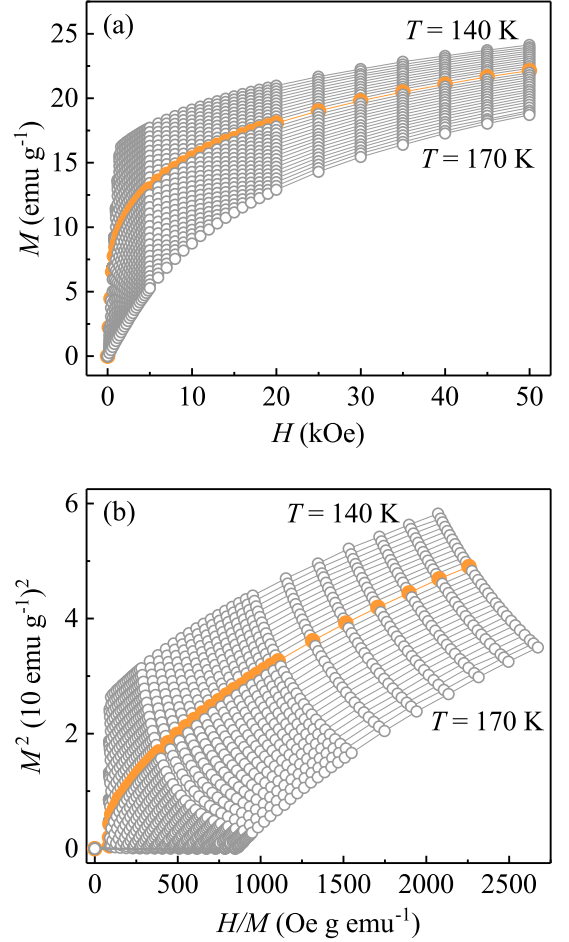 (a)
T = 140 K
T = 170 K
25
20
15
10
5
0
M (emu g⁻¹)
0 10 20 30 40 50
H (kOe)
(b)
T = 140 K
T = 170 K
6
4
2
0
M² (10 emu g⁻¹)²
0 500 1000 1500 2000 2500
H/M (Oe g emu⁻¹)